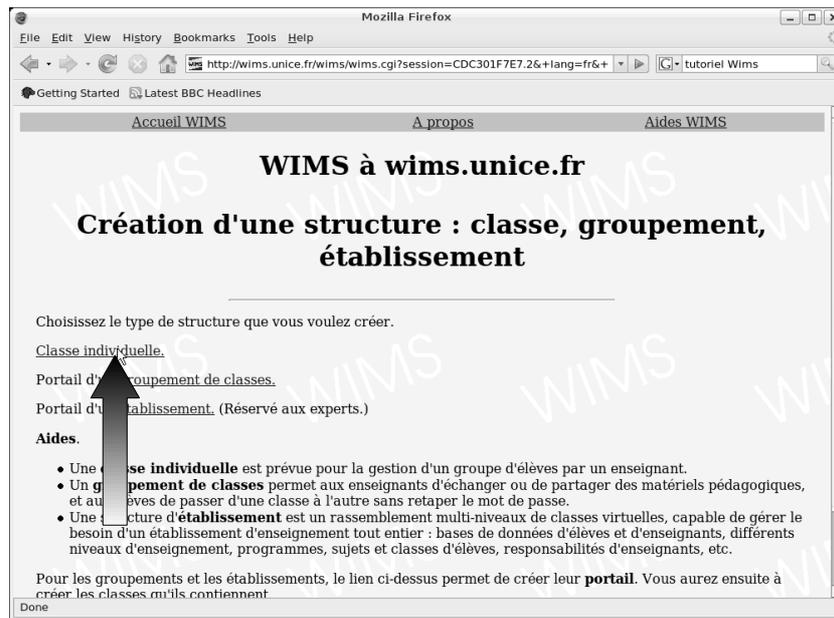 Mozilla Firefox
File Edit View History Bookmarks Tools Help
WIMS http://wims.unice.fr/wims/wims.cgi?session=CDC301F7E7.2&+lang=fr&+ G tutoriel Wims
Getting Started Latest BBC Headlines
Accueil WIMS A propos Aides WIMS
WIMS à wims.unice.fr
Création d'une structure : classe, groupement,
établissement
Choisissez le type de structure que vous voulez créer.
Classe individuelle.
Portail d'u roupement de classes.
Portail d'u tablissement. (Réservé aux experts.)
Aides.
Une sse individuelle est prévue pour la gestion d'un groupe d'élèves par un enseignant.
Un g pement de classes permet aux enseignants d'échanger ou de partager des matériels pédagogiques,
et au èves de passer d'une classe à l'autre sans retaper le mot de passe.
Une s cture d'établissement est un rassemblement multi-niveaux de classes virtuelles, capable de gérer le
besoin d'un établissement d'enseignement tout entier : bases de données d'élèves et d'enseignants, différents
niveaux d'enseignement, programmes, sujets et classes d'élèves, responsabilités d'enseignants, etc.
Pour les groupements et les établissements, le lien ci-dessus permet de créer leur portail. Vous aurez ensuite à
créer les classes qu'ils contiennent
Done